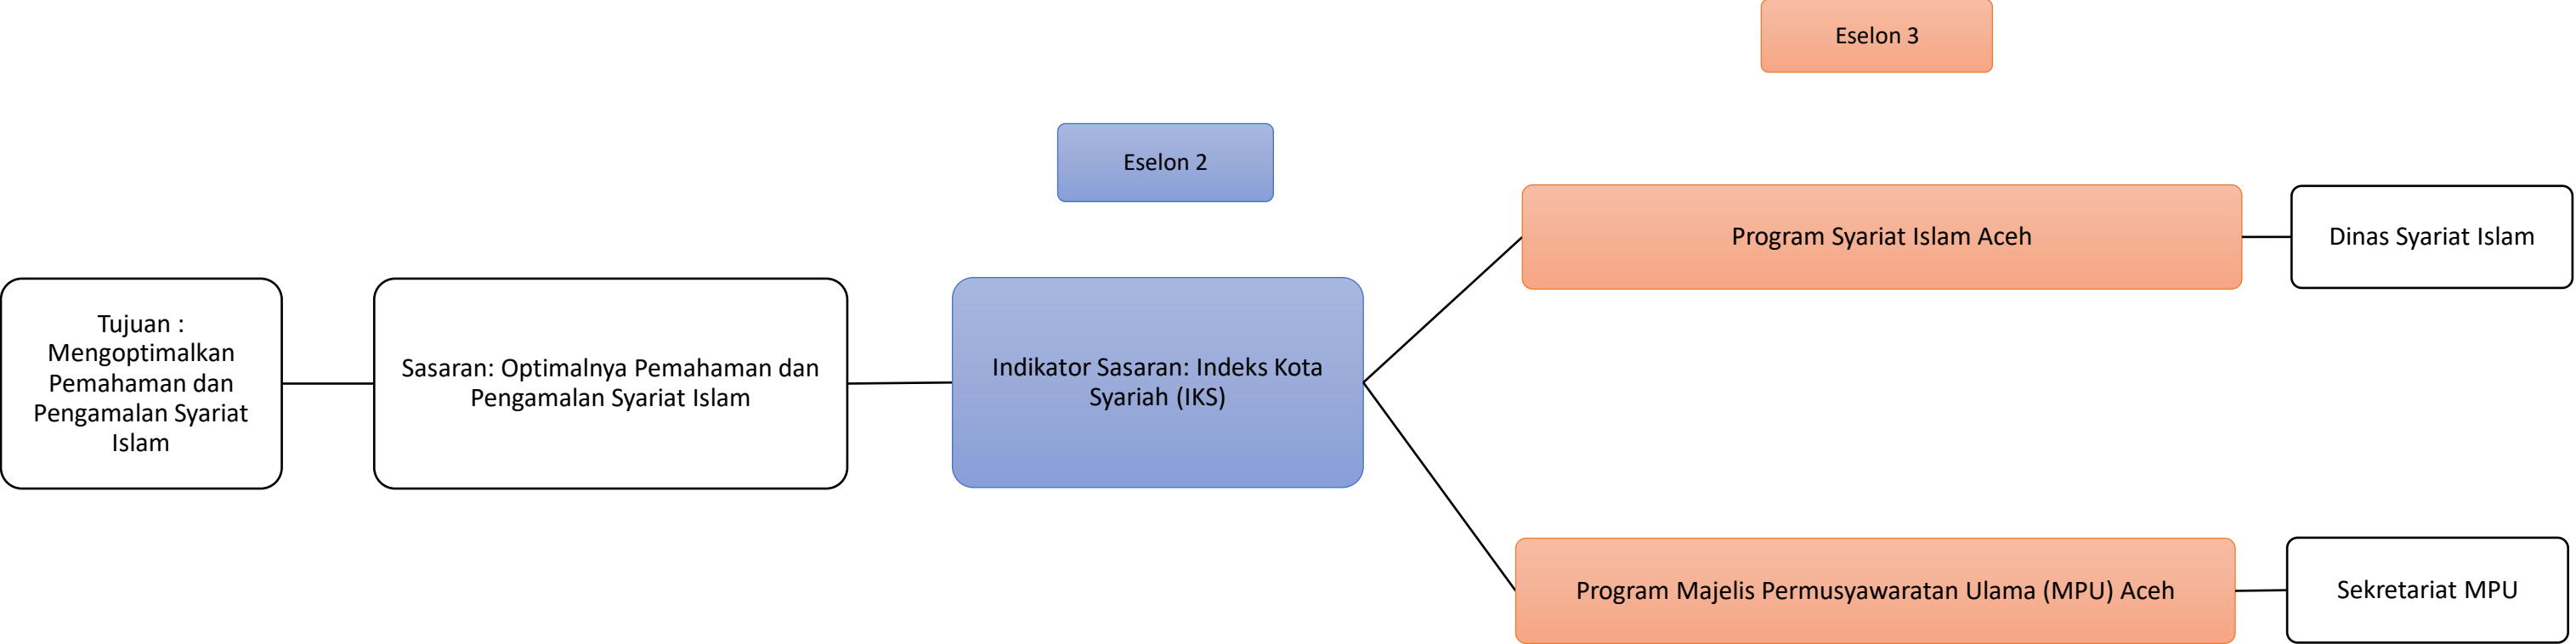 Eselon 3
Eselon 2
Program Syariat Islam Aceh
Dinas Syariat Islam
Tujuan :
Mengoptimalkan
Pemahaman dan
Pengamalan Syariat
Islam
Sasaran: Optimalnya Pemahaman dan
Pengamalan Syariat Islam
Indikator Sasaran: Indeks Kota
Syariah (IKS)
Program Majelis Permusyawaratan Ulama (MPU) Aceh
Sekretariat MPU